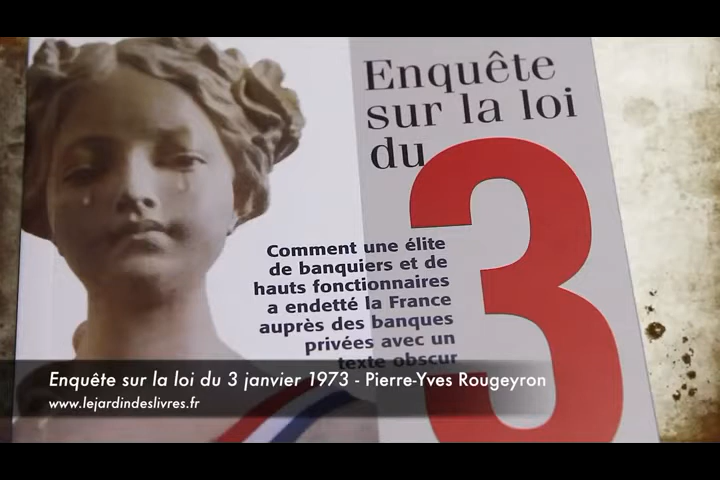 Enquête
sur la loi
du
3
Comment une élite
de banquiers et de
hauts fonctionnaires
a endetté la France
auprès des banques
privées avec un
texte obscur
Enquête sur la loi du 3 janvier 1973 - Pierre-Yves Rougeyron
www.lejardindeslivres.fr